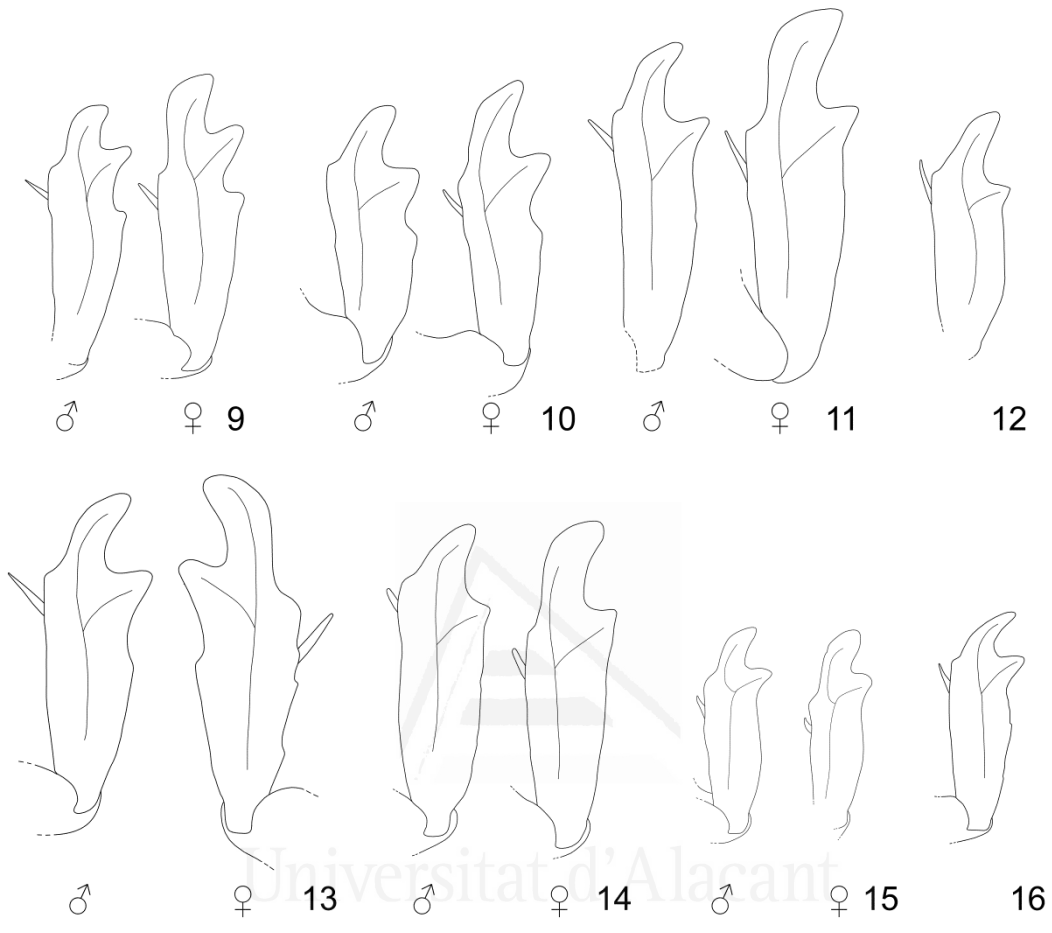 ♂ ♀ 9 ♂ ♀ 10 ♂ ♀ 11 12
♂ ♀ 13 ♂ ♀ 14 ♂ ♀ 15 16
Universitat d'Alacant